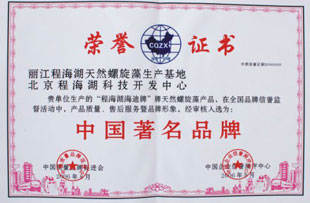 荣誉证书
CQZX
丽江程海湖天然螺旋藻生产基地
北京程海湖科技开发中心
贵单位生产的“程海湖海迪牌”牌天然螺旋藻产品，在全国品牌信誉监
督活动中，产品质量、售后服务暨品牌形象，经审核入选为：
中国著名品牌